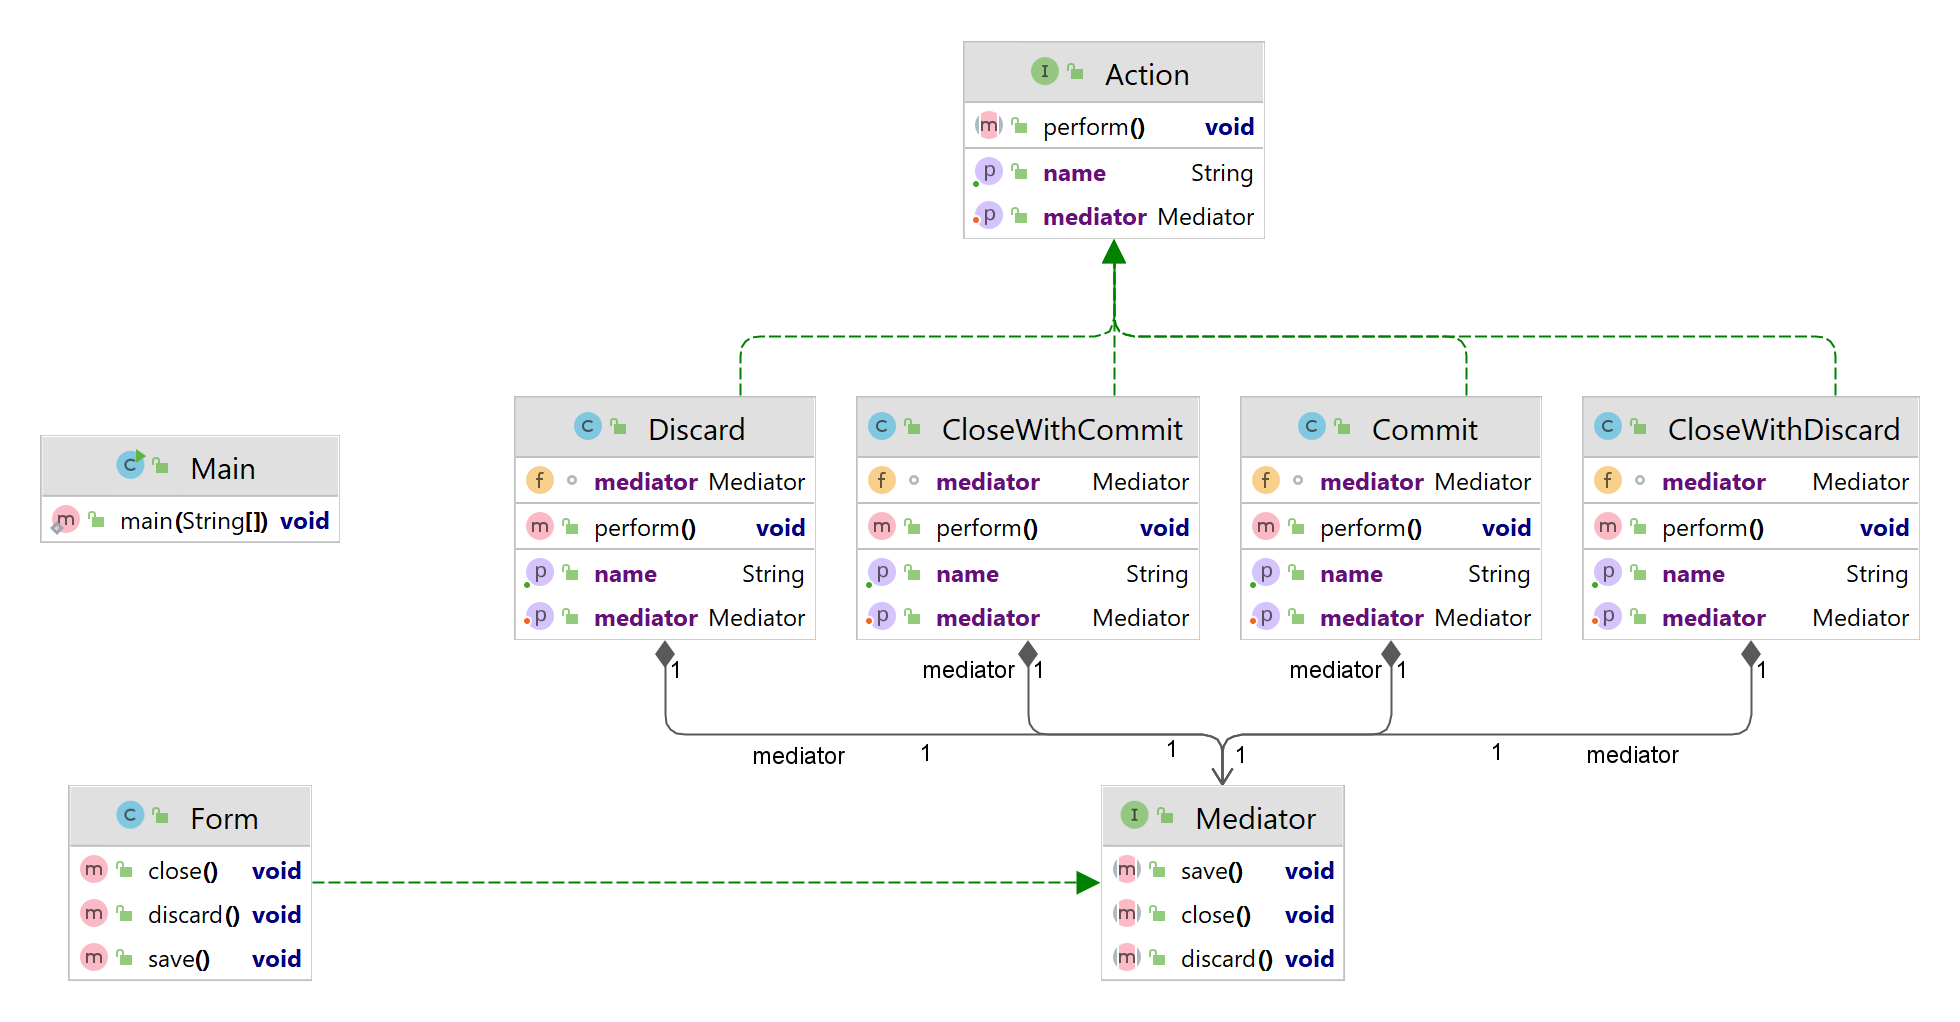 Action
perform() void
name String
mediator Mediator
Discard
mediator Mediator
perform() void
name String
mediator Mediator
CloseWithCommit
mediator Mediator
perform() void
name String
mediator Mediator
Commit
mediator Mediator
perform() void
name String
mediator Mediator
CloseWithDiscard
mediator Mediator
perform() void
name String
mediator Mediator
Main
main(String[]) void
1
mediator 1
mediator 1
1
mediator 1
1
1
1 mediator
Form
close() void
discard() void
save() void
Mediator
save() void
close() void
discard() void